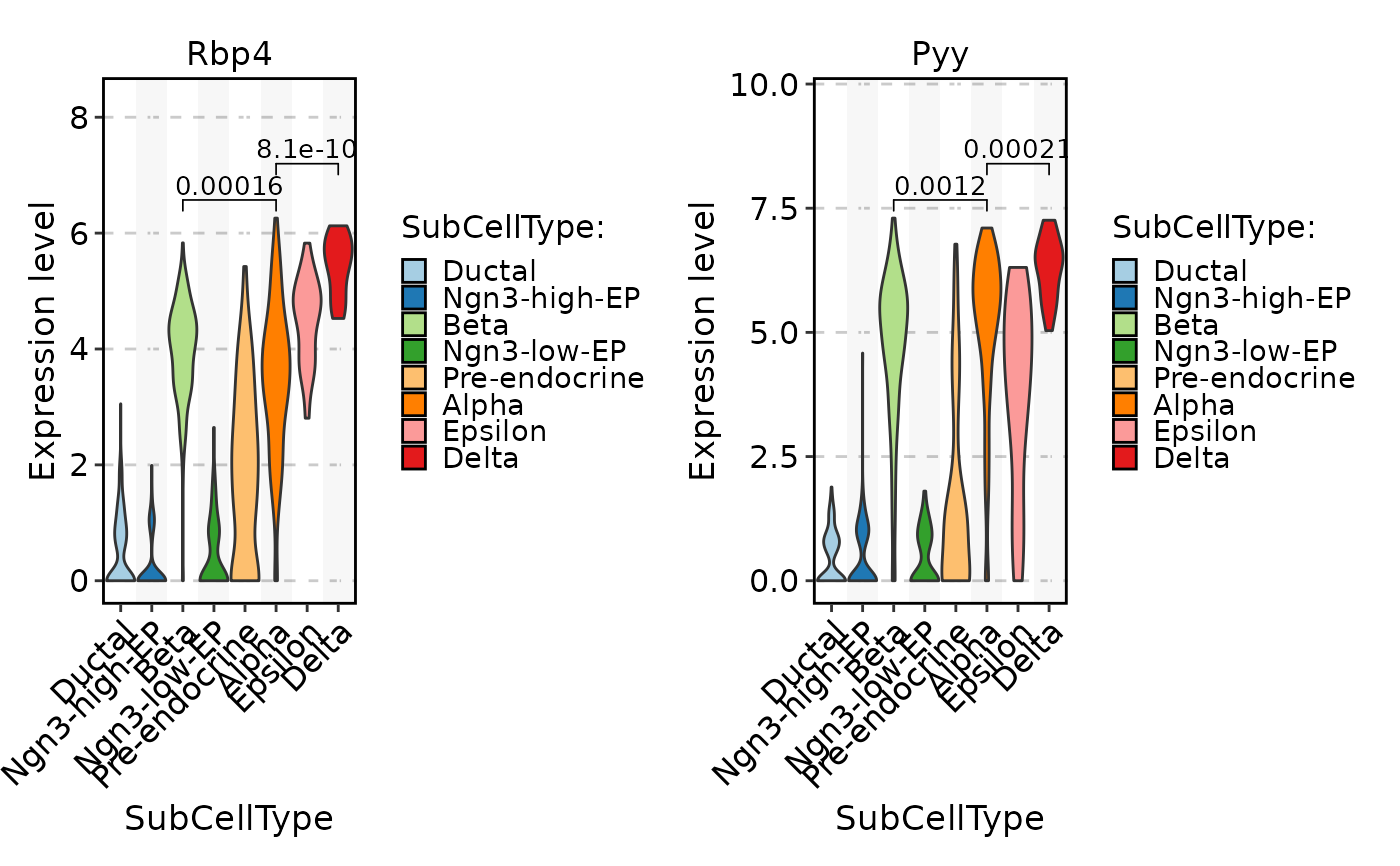 Rbp4
Expression level
8
6
4
2
0
8.1e-10
0.00016
Ductal
Ngn3-high-EP
Beta
Ngn3-low-EP
Pre-endocrine
Alpha
Epsilon
Delta
SubCellType
SubCellType:
Ductal
Ngn3-high-EP
Beta
Ngn3-low-EP
Pre-endocrine
Alpha
Epsilon
Delta
Pyy
Expression level
10.0
7.5
5.0
2.5
0.0
0.00021
0.0012
Ductal
Ngn3-high-EP
Beta
Ngn3-low-EP
Pre-endocrine
Alpha
Epsilon
Delta
SubCellType
SubCellType:
Ductal
Ngn3-high-EP
Beta
Ngn3-low-EP
Pre-endocrine
Alpha
Epsilon
Delta